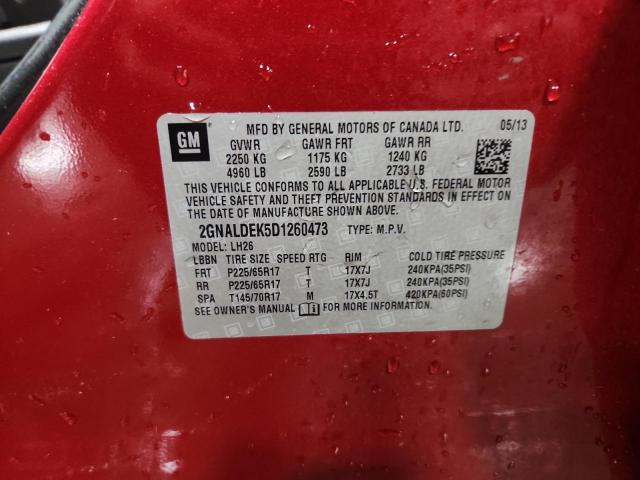 GM
MFD BY GENERAL MOTORS OF CANADA LTD. 05/13
GVWR GAWR FRT GAWR RR
2250 KG 1175 KG 1240 KG
4960 LB 2590 LB 2733 LB
THIS VEHICLE CONFORMS TO ALL APPLICABLE U.S. FEDERAL MOTOR
VEHICLE SAFETY AND THEFT PREVENTION STANDARDS IN EFFECT ON
THE DATE OF MANUFACTURE SHOWN ABOVE.
2GNALDEK5D1260473 TYPE: M.P.V.
MODEL: LH26
LBBN TIRE SIZE SPEED RTG RIM COLD TIRE PRESSURE
FRT P225/65R17 T 17X7J 240KPA(35PSI)
RR P225/65R17 T 17X7J 240KPA(35PSI)
SPA T145/70R17 M 17X4.5T 420KPA(60PSI)
SEE OWNER'S MANUAL FOR MORE INFORMATION.